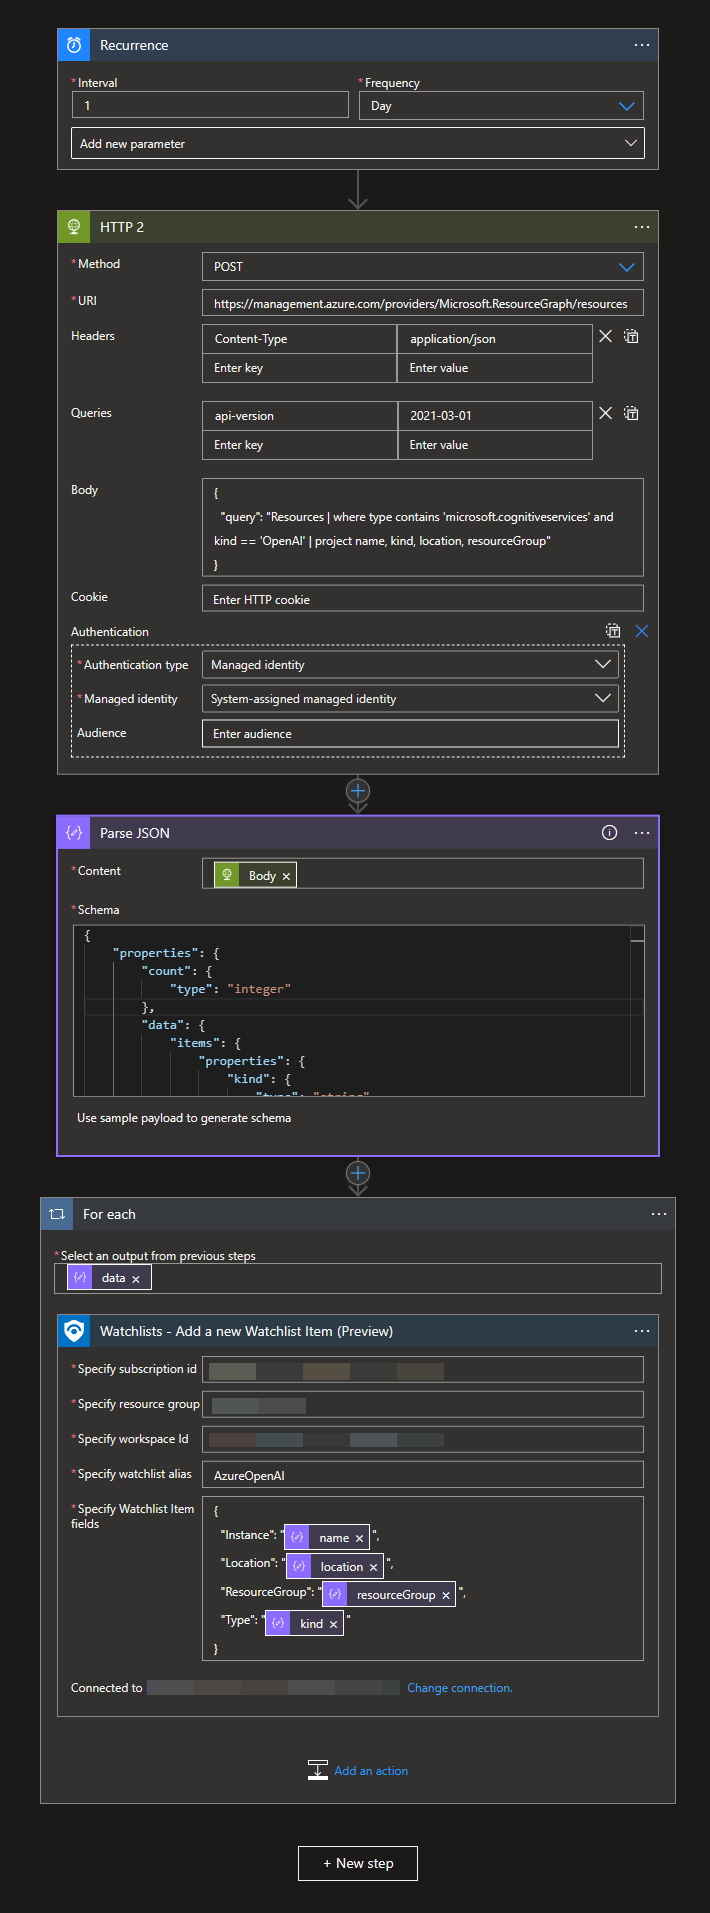 Recurrence
* Interval
* Frequency
1
Day
Add new parameter
HTTP 2
* Method
POST
* URI
https://management.azure.com/providers/Microsoft.ResourceGraph/resources
Headers
Content-Type
application/json
Enter key
Enter value
Queries
api-version
2021-03-01
Enter key
Enter value
Body
{
"query": "Resources | where type contains 'microsoft.cognitiveservices' and
kind == 'OpenAI' | project name, kind, location, resourceGroup"
}
Cookie
Enter HTTP cookie
Authentication
* Authentication type
Managed identity
* Managed identity
System-assigned managed identity
Audience
Enter audience
Parse JSON
* Content
Body
* Schema
{
"properties": {
"count": {
"type": "integer"
},
"data": {
"items": {
"properties": {
"kind": {
"type": "string"
Use sample payload to generate schema
For each
* Select an output from previous steps
data
Watchlists - Add a new Watchlist Item (Preview)
* Specify subscription id
* Specify resource group
* Specify workspace Id
* Specify watchlist alias
AzureOpenAI
* Specify Watchlist Item
fields
{
"Instance": " name ",
"Location": " location ",
"ResourceGroup": " resourceGroup ",
"Type": " kind "
}
Connected to
Change connection.
Add an action
+ New step